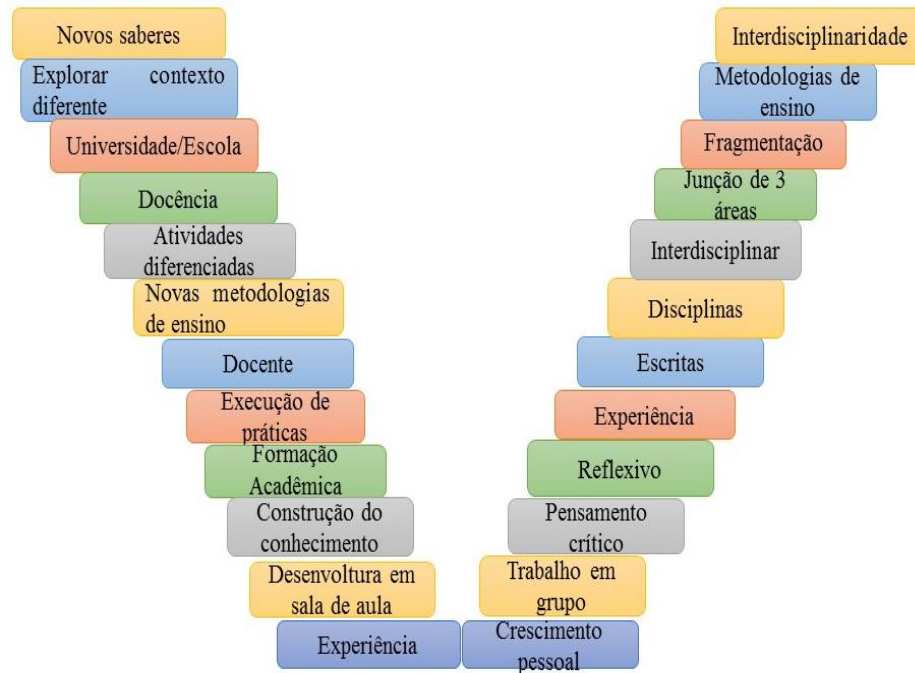 Novos saberes
Explorar contexto
diferente
Universidade/Escola
Docência
Atividades
diferenciadas
Novas metodologias
de ensino
Docente
Execução de
práticas
Formação
Acadêmica
Construção do
conhecimento
Desenvoltura em
sala de aula
Experiência
Interdisciplinaridade
Metodologias de
ensino
Fragmentação
Junção de 3
áreas
Interdisciplinar
Disciplinas
Escritas
Experiência
Reflexivo
Pensamento
crítico
Trabalho em
grupo
Crescimento
pessoal